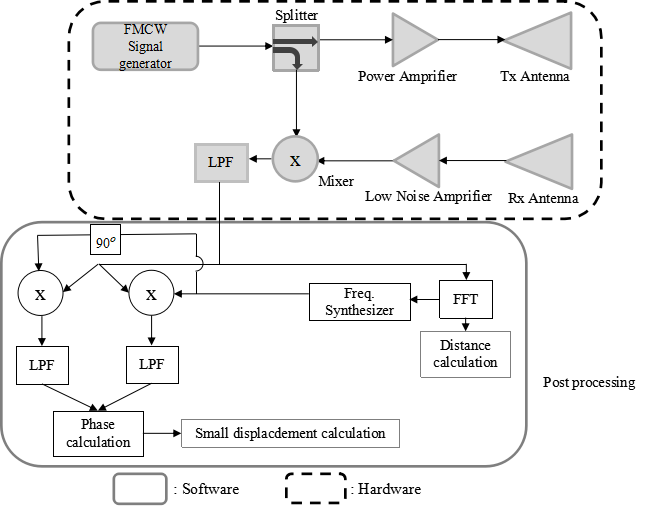 Splitter
FMCW
Signal
generator
Power Amprifier
Tx Antenna
LPF
X
Mixer
Low Noise Amprifier
Rx Antenna
90°
X
X
Freq.
Synthesizer
FFT
LPF
LPF
Distance
calculation
Phase
calculation
Small displacdement calculation
Post processing
: Software
: Hardware